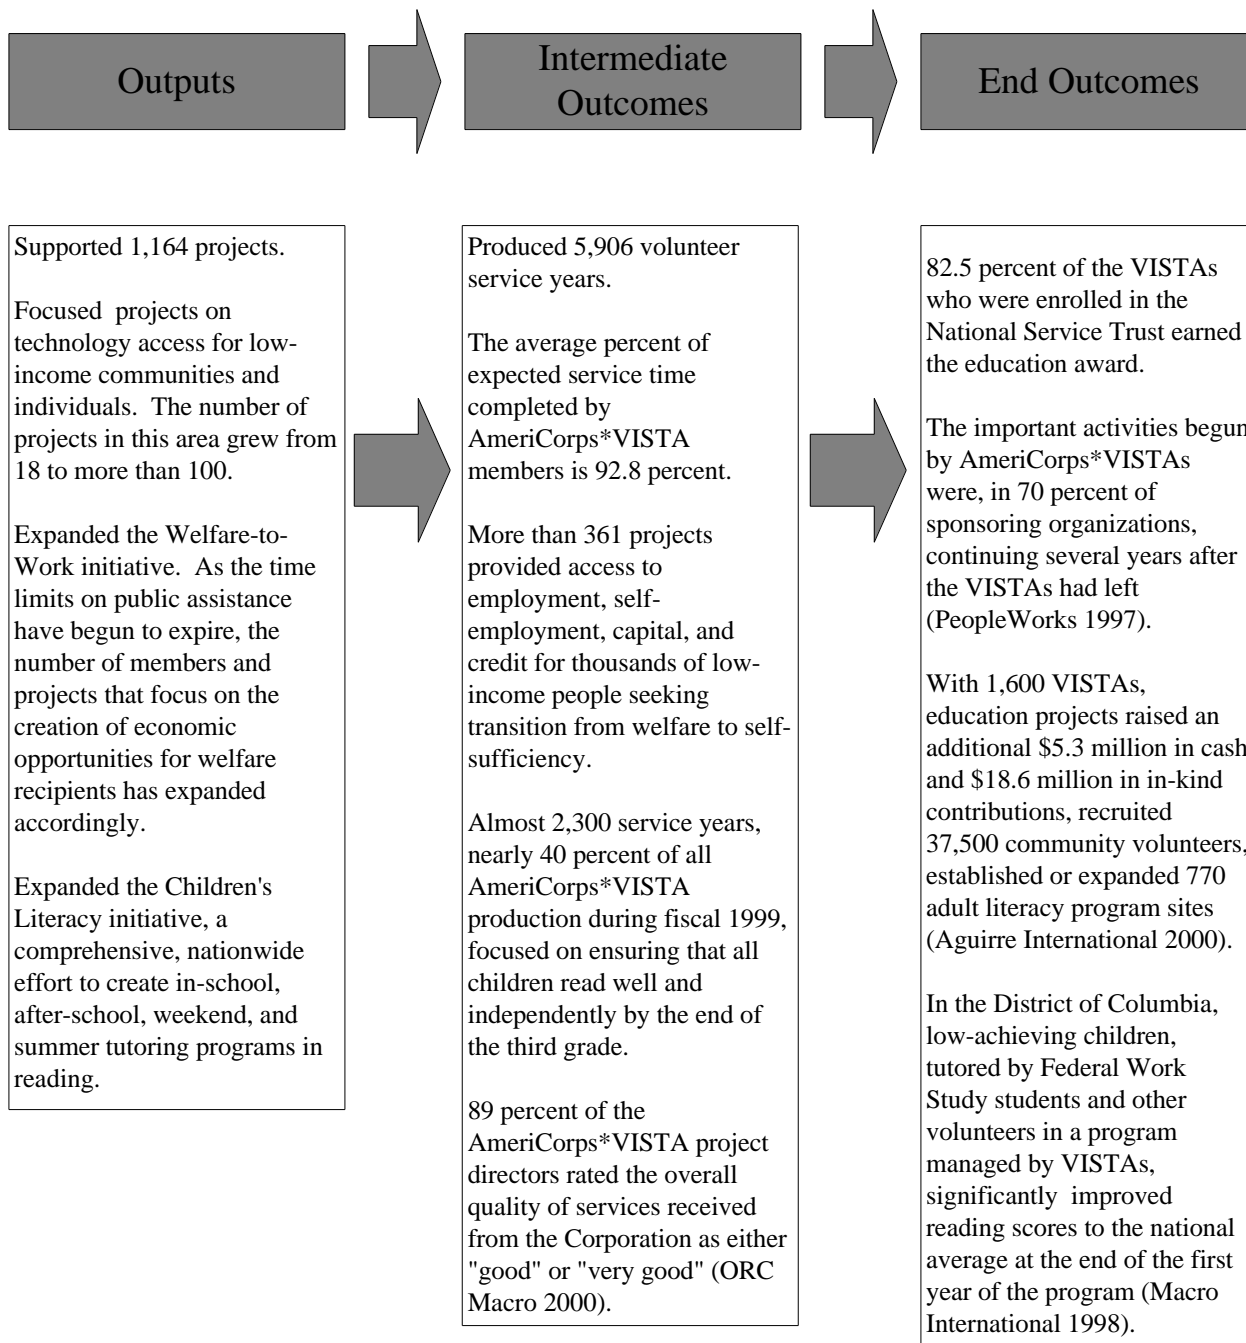 Outputs
Intermediate
Outcomes
End Outcomes
Supported 1,164 projects.
Focused projects on
technology access for low-
income communities and
individuals. The number of
projects in this area grew from
18 to more than 100.
Expanded the Welfare-to-
Work initiative. As the time
limits on public assistance
have begun to expire, the
number of members and
projects that focus on the
creation of economic
opportunities for welfare
recipients has expanded
accordingly.
Expanded the Children's
Literacy initiative, a
comprehensive, nationwide
effort to create in-school,
after-school, weekend, and
summer tutoring programs in
reading.
Produced 5,906 volunteer
service years.
The average percent of
expected service time
completed by
AmeriCorps*VISTA
members is 92.8 percent.
More than 361 projects
provided access to
employment, self-
employment, capital, and
credit for thousands of low-
income people seeking
transition from welfare to self-
sufficiency.
Almost 2,300 service years,
nearly 40 percent of all
AmeriCorps*VISTA
production during fiscal 1999,
focused on ensuring that all
children read well and
independently by the end of
the third grade.
89 percent of the
AmeriCorps*VISTA project
directors rated the overall
quality of services received
from the Corporation as either
"good" or "very good" (ORC
Macro 2000).
82.5 percent of the VISTAs
who were enrolled in the
National Service Trust earned
the education award.
The important activities begun
by AmeriCorps*VISTAs
were, in 70 percent of
sponsoring organizations,
continuing several years after
the VISTAs had left
(PeopleWorks 1997).
With 1,600 VISTAs,
education projects raised an
additional $5.3 million in cash
and $18.6 million in in-kind
contributions, recruited
37,500 community volunteers,
established or expanded 770
adult literacy program sites
(Aguirre International 2000).
In the District of Columbia,
low-achieving children,
tutored by Federal Work
Study students and other
volunteers in a program
managed by VISTAs,
significantly improved
reading scores to the national
average at the end of the first
year of the program (Macro
International 1998).